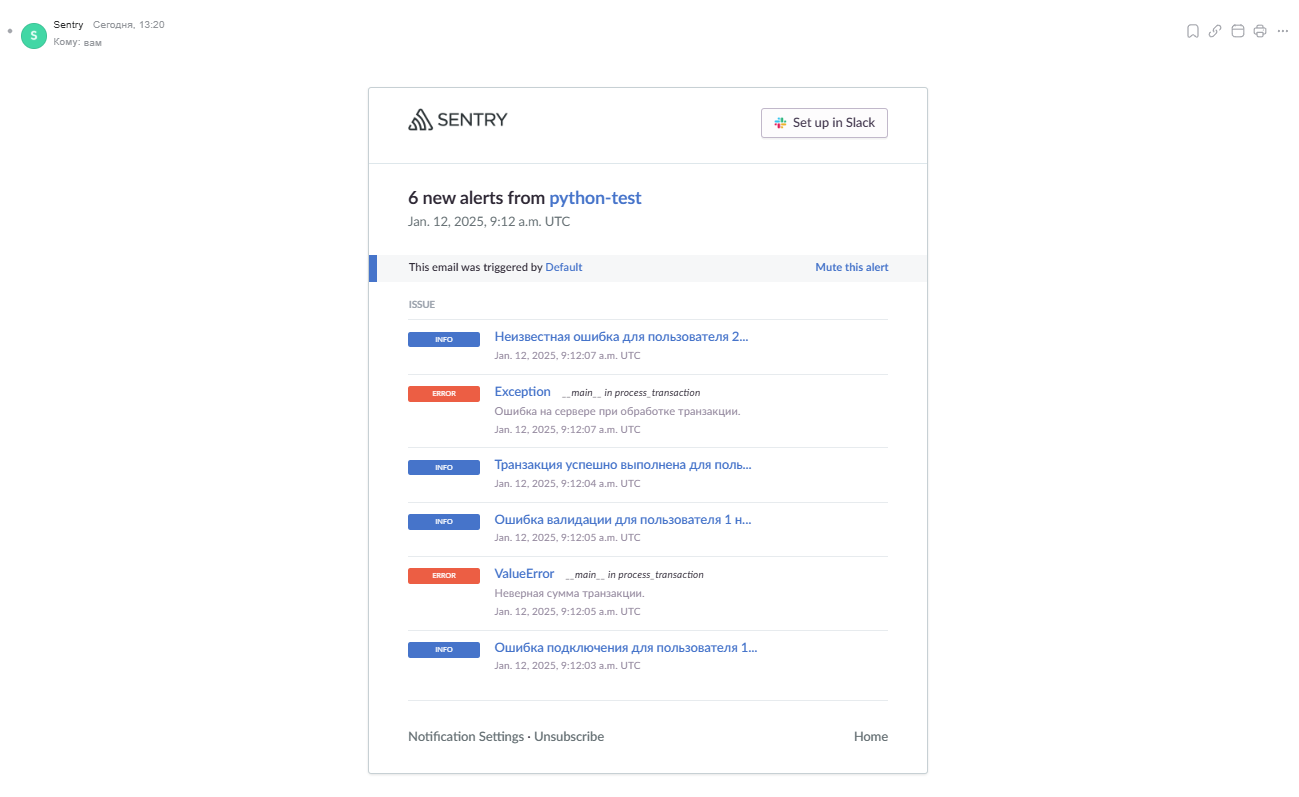 Sentry Сегодня, 13:20
S
Кому: вам
SENTRY
Set up in Slack
6 new alerts from python-test
Jan. 12, 2025, 9:12 a.m. UTC
This email was triggered by Default
Mute this alert
ISSUE
INFO
Неизвестная ошибка для пользователя 2...
Jan. 12, 2025, 9:12:07 a.m. UTC
ERROR
Exception __main__ in process_transaction
Ошибка на сервере при обработке транзакции.
Jan. 12, 2025, 9:12:07 a.m. UTC
INFO
Транзакция успешно выполнена для поль...
Jan. 12, 2025, 9:12:04 a.m. UTC
INFO
Ошибка валидации для пользователя 1 н...
Jan. 12, 2025, 9:12:05 a.m. UTC
ERROR
ValueError __main__ in process_transaction
Неверная сумма транзакции.
Jan. 12, 2025, 9:12:05 a.m. UTC
INFO
Ошибка подключения для пользователя 1...
Jan. 12, 2025, 9:12:03 a.m. UTC
Notification Settings · Unsubscribe
Home